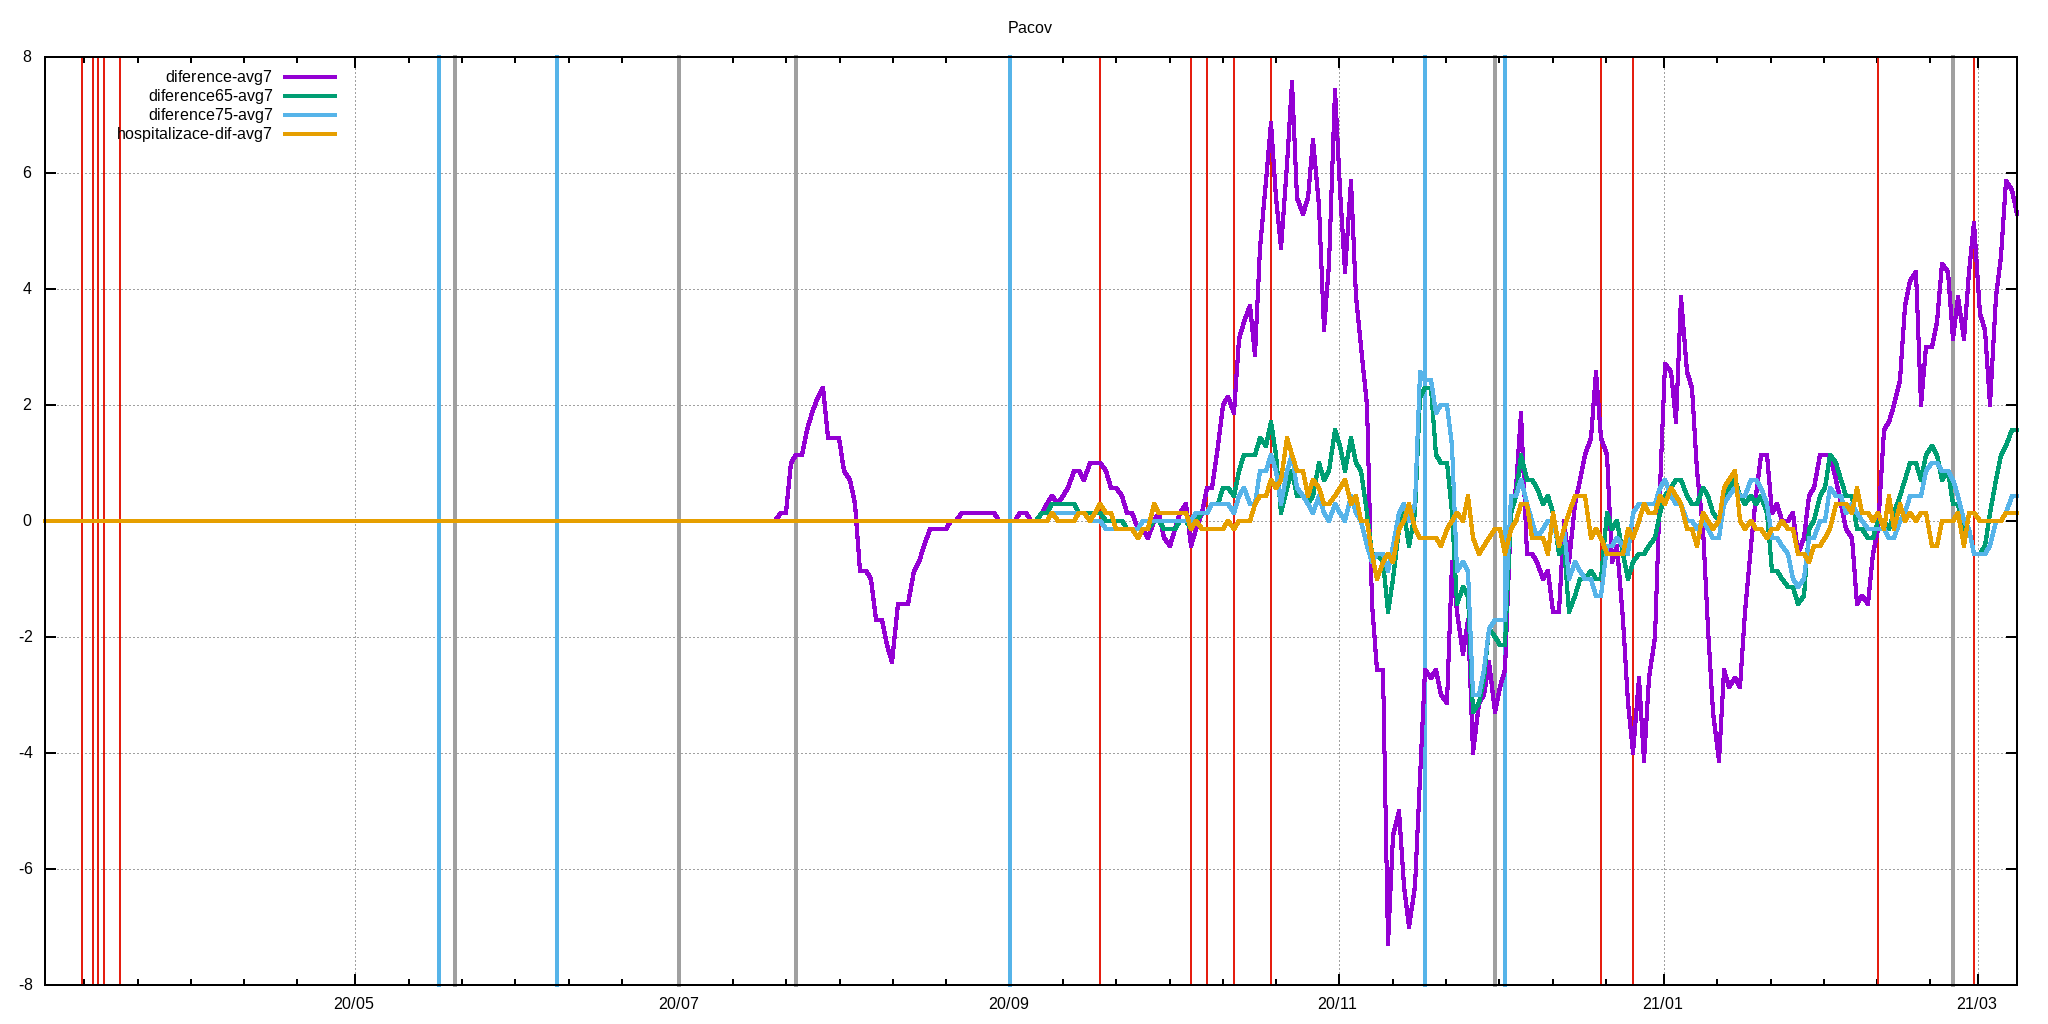 Pacov
diference-avg7
diference65-avg7
diference75-avg7
hospitalizace-dif-avg7
8
6
4
2
0
-2
-4
-6
-8
20/05 20/07 20/09 20/11 21/01 21/03